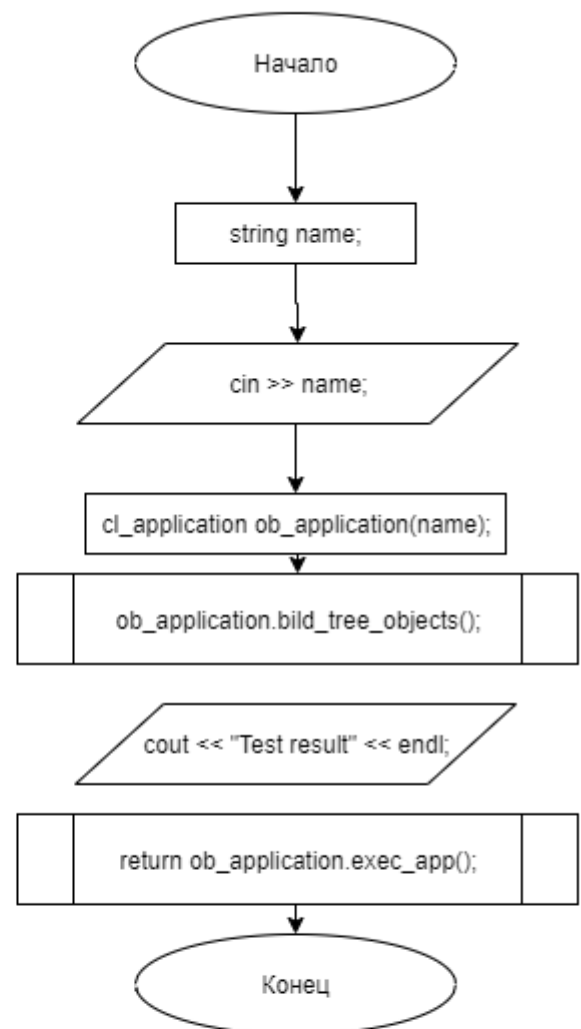 Начало
string name;
cin >> name;
cl_application ob_application(name);
ob_application.bild_tree_objects();
cout << "Test result" << endl;
return ob_application.exec_app();
Конец